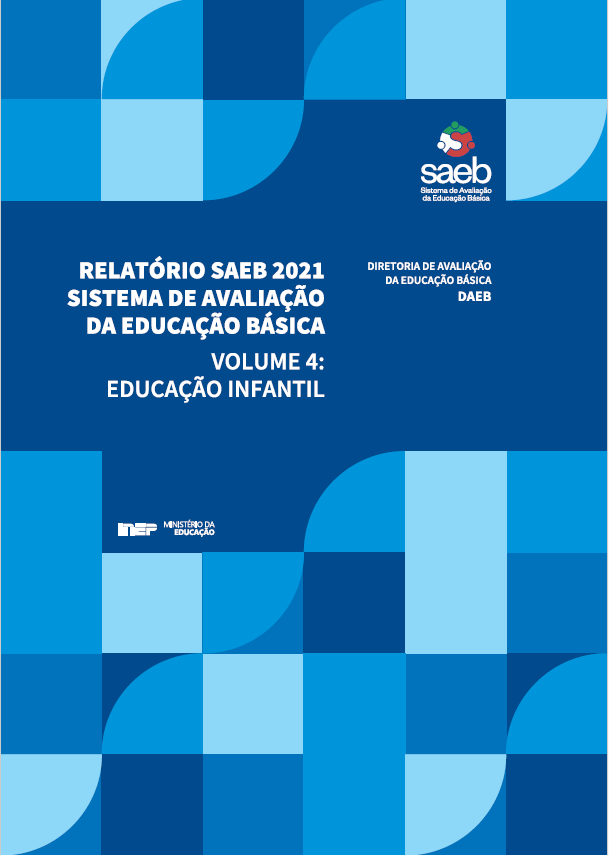 saeb
Sistema de Avaliação
da Educação Básica
RELATÓRIO SAEB 2021
SISTEMA DE AVALIAÇÃO
DA EDUCAÇÃO BÁSICA
VOLUME 4:
EDUCAÇÃO INFANTIL
DIRETORIA DE AVALIAÇÃO
DA EDUCAÇÃO BÁSICA
DAEB
INEP
MINISTÉRIO DA
EDUCAÇÃO